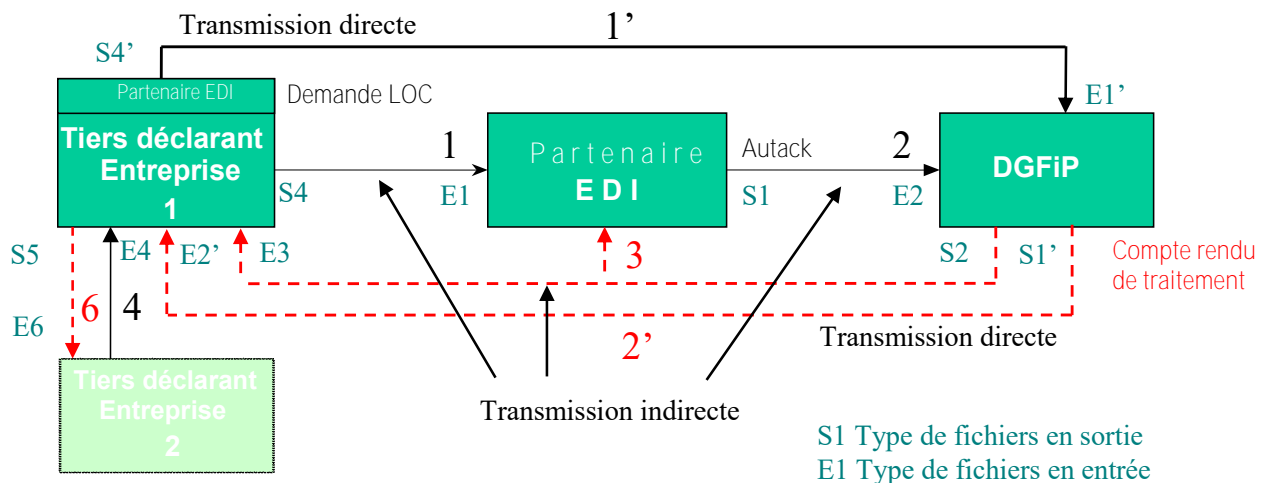 Transmission directe
1’
S4’
Partenaire EDI
Demande LOC
E1’
Tiers déclarant
Entreprise
1
1
Partenaire
EDI
Autack
2
DGFiP
S4
E1
S1
E2
S5
E4
E2’
E3
3
S2
S1’
Compte rendu
de traitement
6
4
E6
2’
Transmission directe
Tiers déclarant
Entreprise
2
Transmission indirecte
S1 Type de fichiers en sortie
E1 Type de fichiers en entrée